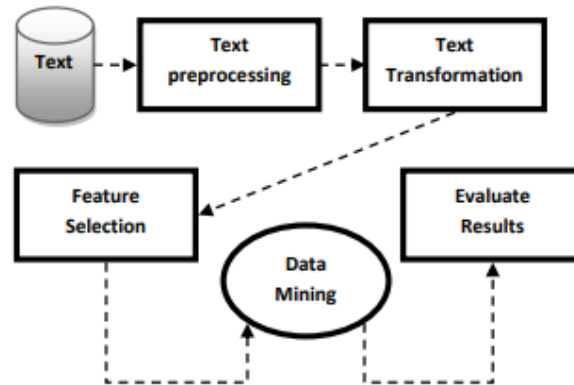 Text
Text
preprocessing
Text
Transformation
Feature
Selection
Data
Mining
Evaluate
Results